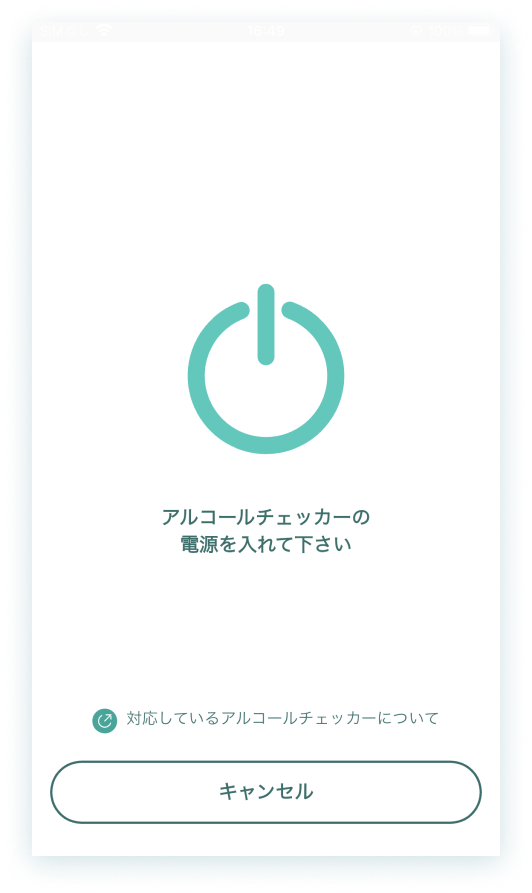 アルコールチェッカーの
電源を入れて下さい
対応しているアルコールチェッカーについて
キャンセル